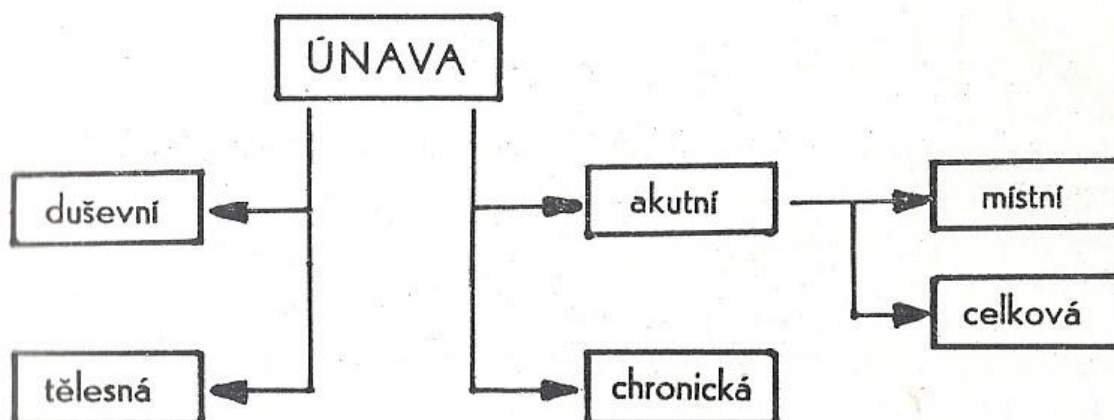 ÚNAVA
duševní
akutní
místní
celková
tělesná
chronická